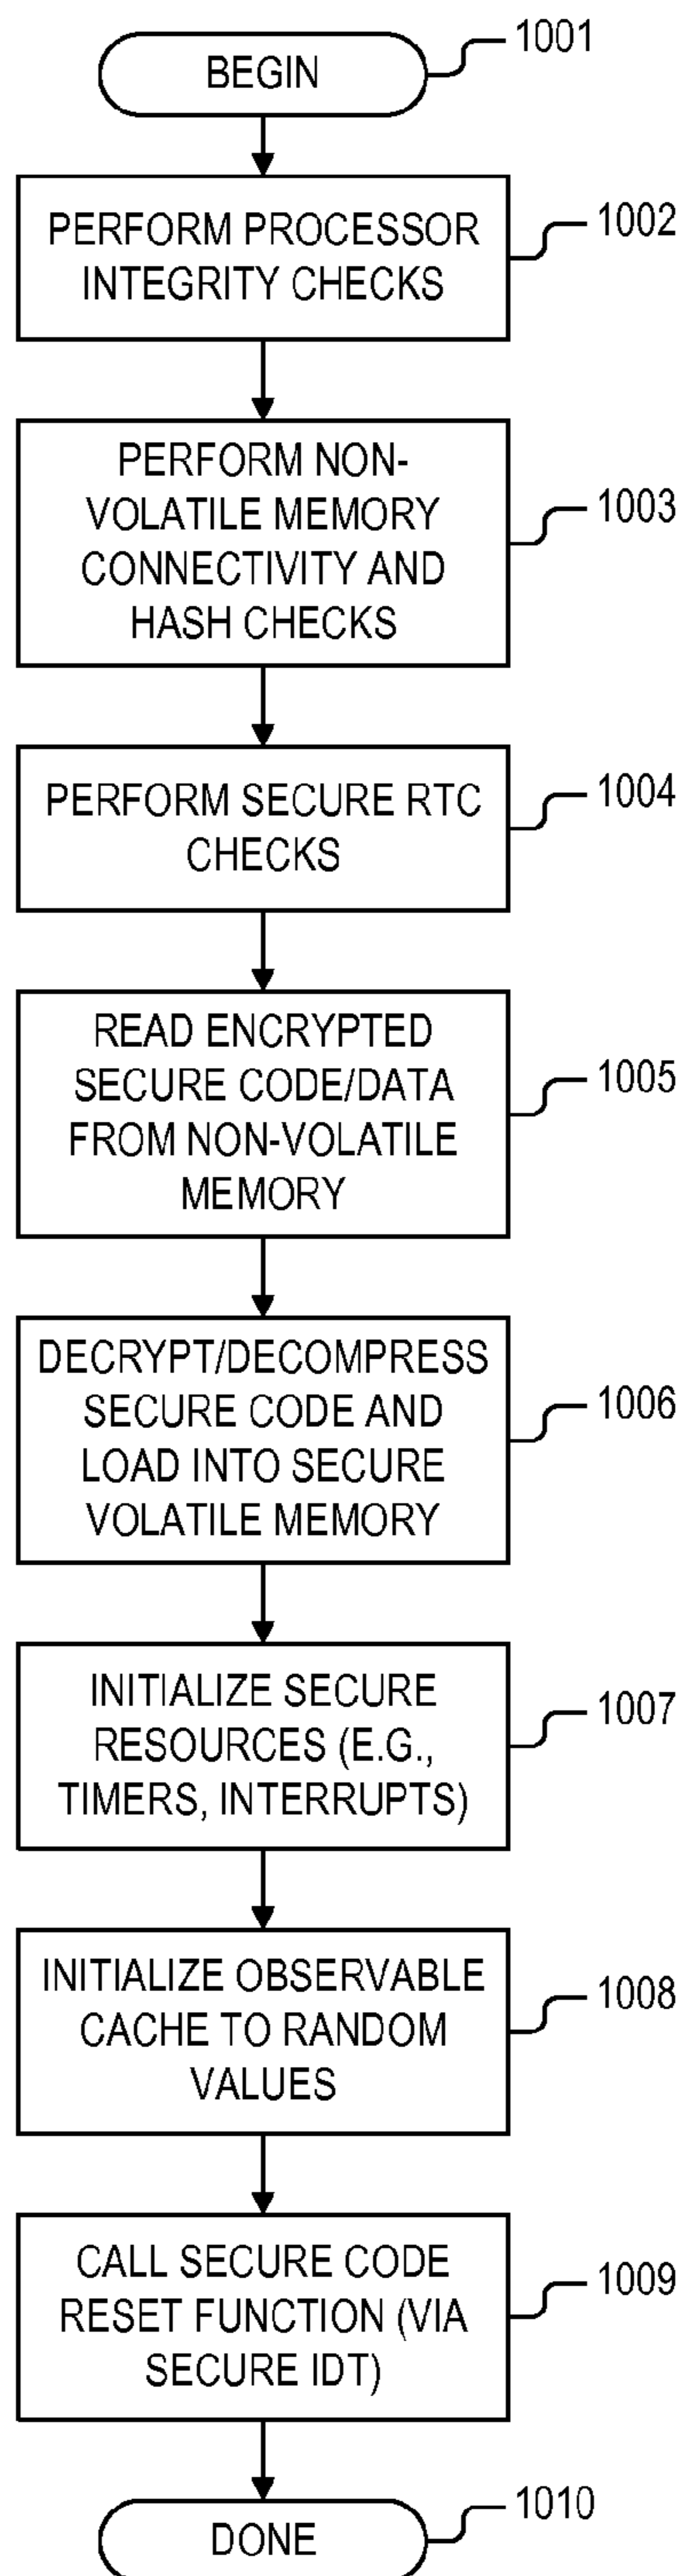 1001
BEGIN
1002
PERFORM PROCESSOR
INTEGRITY CHECKS
1003
PERFORM NON-
VOLATILE MEMORY
CONNECTIVITY AND
HASH CHECKS
1004
PERFORM SECURE RTC
CHECKS
1005
READ ENCRYPTED
SECURE CODE/DATA
FROM NON-VOLATILE
MEMORY
1006
DECRYPT/DECOMPRESS
SECURE CODE AND
LOAD INTO SECURE
VOLATILE MEMORY
1007
INITIALIZE SECURE
RESOURCES (E.G.,
TIMERS, INTERRUPTS)
1008
INITIALIZE OBSERVABLE
CACHE TO RANDOM
VALUES
1009
CALL SECURE CODE
RESET FUNCTION (VIA
SECURE IDT)
1010
DONE